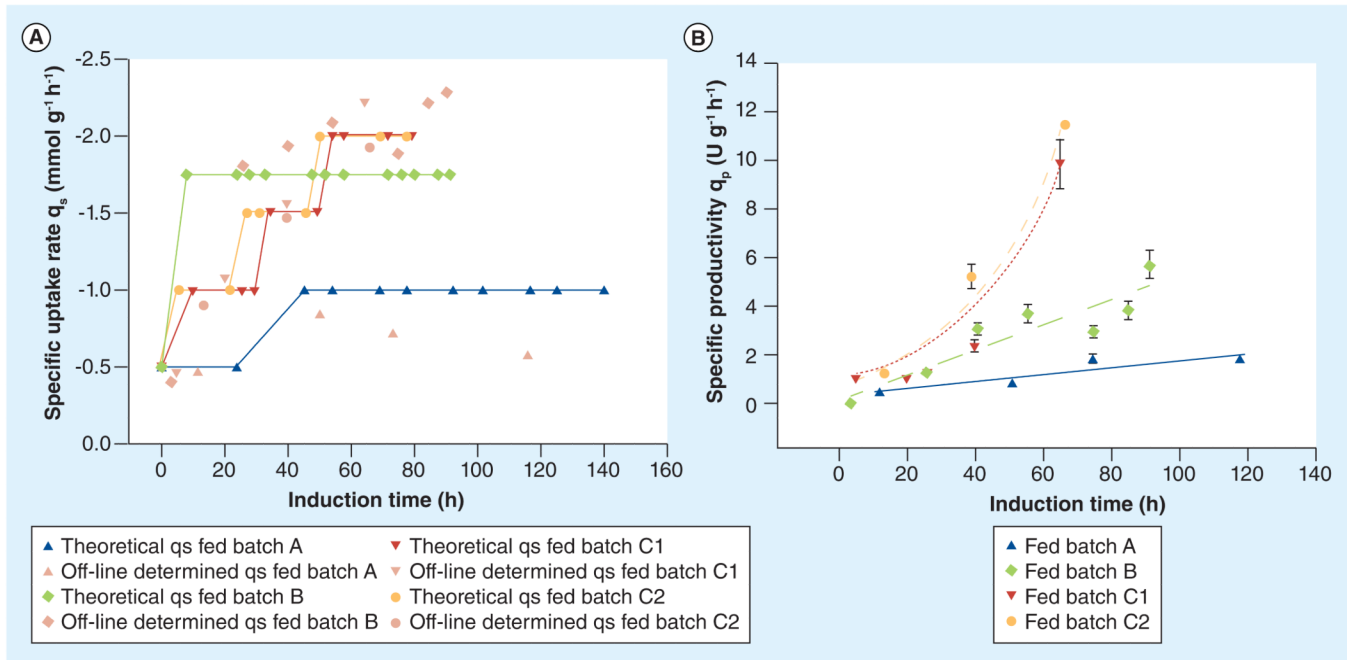 A
Specific uptake rate qs (mmol g-1 h-1)
-2.5
-2.0
-1.5
-1.0
-0.5
0.0
0 20 40 60 80 100 120 140 160
Induction time (h)
Theoretical qs fed batch A
Off-line determined qs fed batch A
Theoretical qs fed batch B
Off-line determined qs fed batch B
Theoretical qs fed batch C1
Off-line determined qs fed batch C1
Theoretical qs fed batch C2
Off-line determined qs fed batch C2
B
Specific productivity qp (U g-1 h-1)
14
12
10
8
6
4
2
0
0 20 40 60 80 100 120 140
Induction time (h)
Fed batch A
Fed batch B
Fed batch C1
Fed batch C2